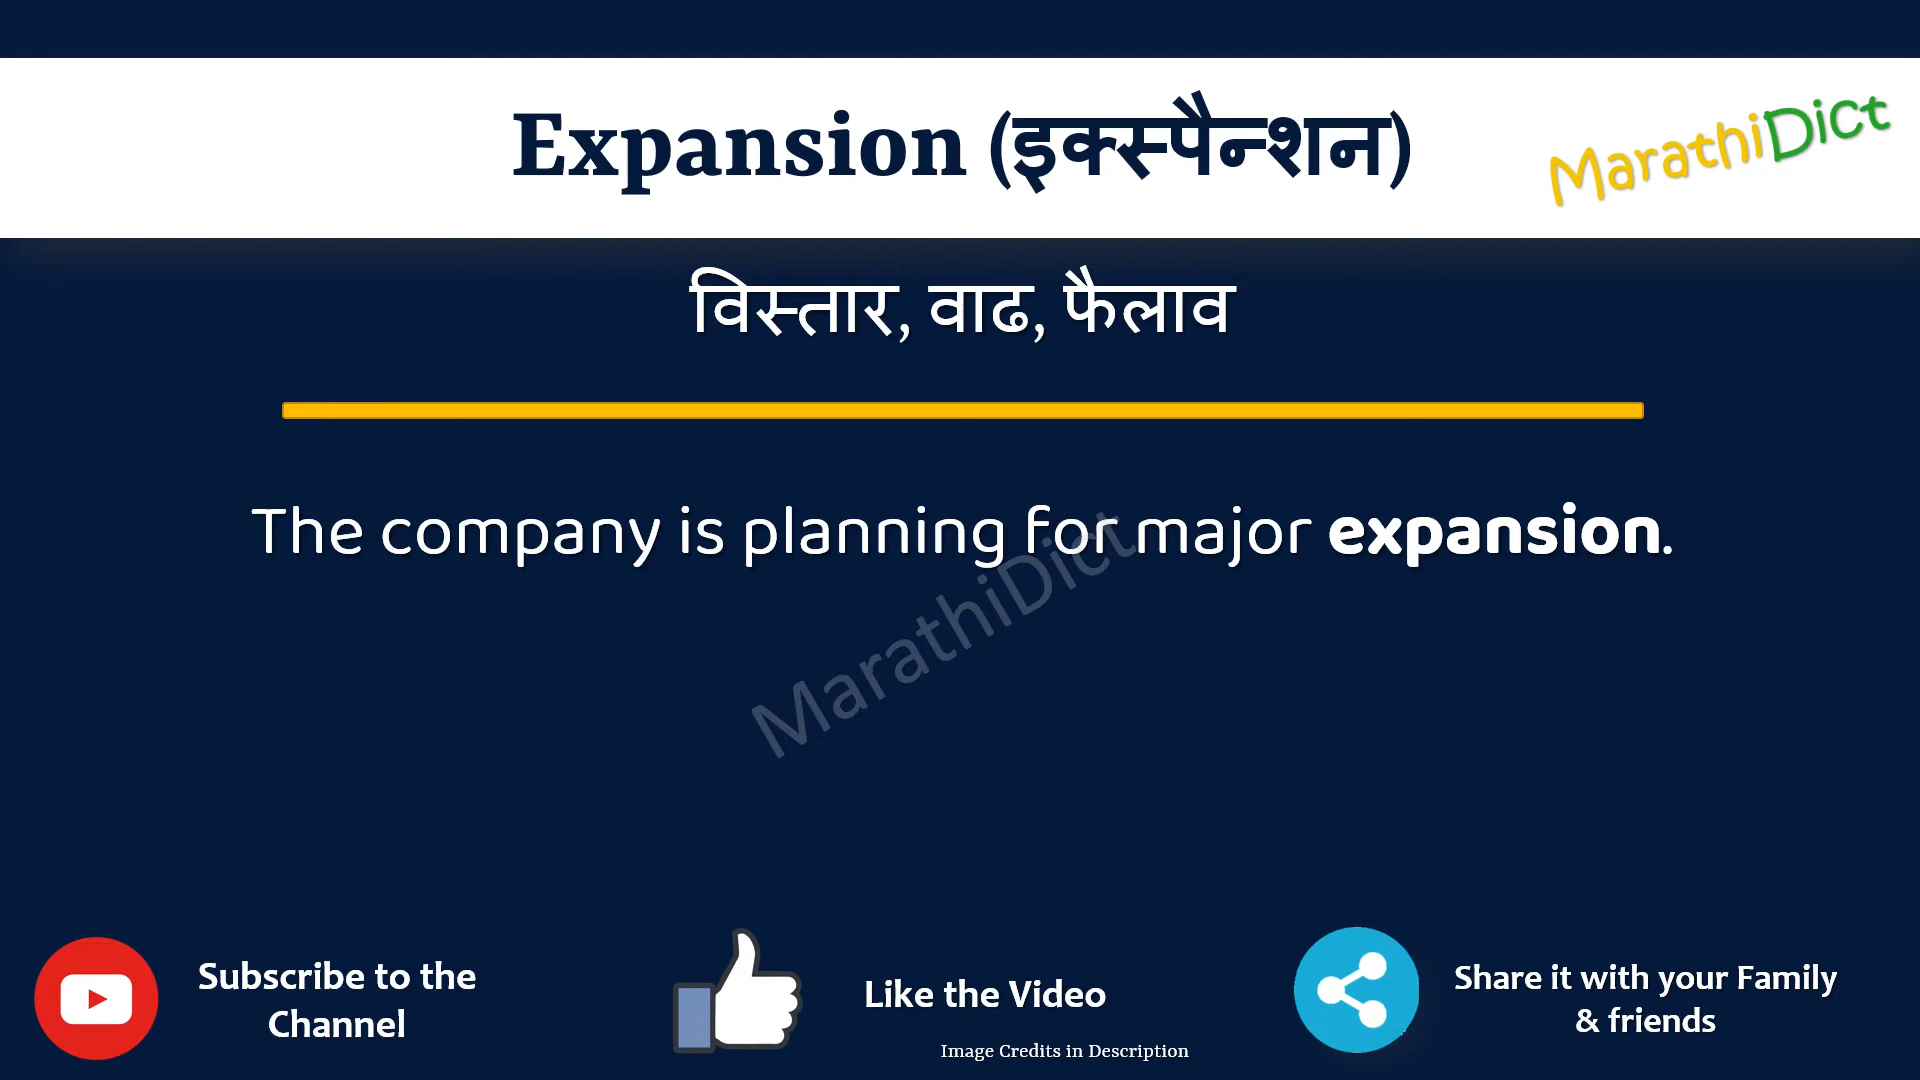 Expansion (इक्स्पैन्शन)
MarathiDict
विस्तार, वाढ, फैलाव
The company is planning for major expansion.
MarathiDict
Subscribe to the
Channel
Like the Video
Share it with your Family
& friends
Image Credits in Description